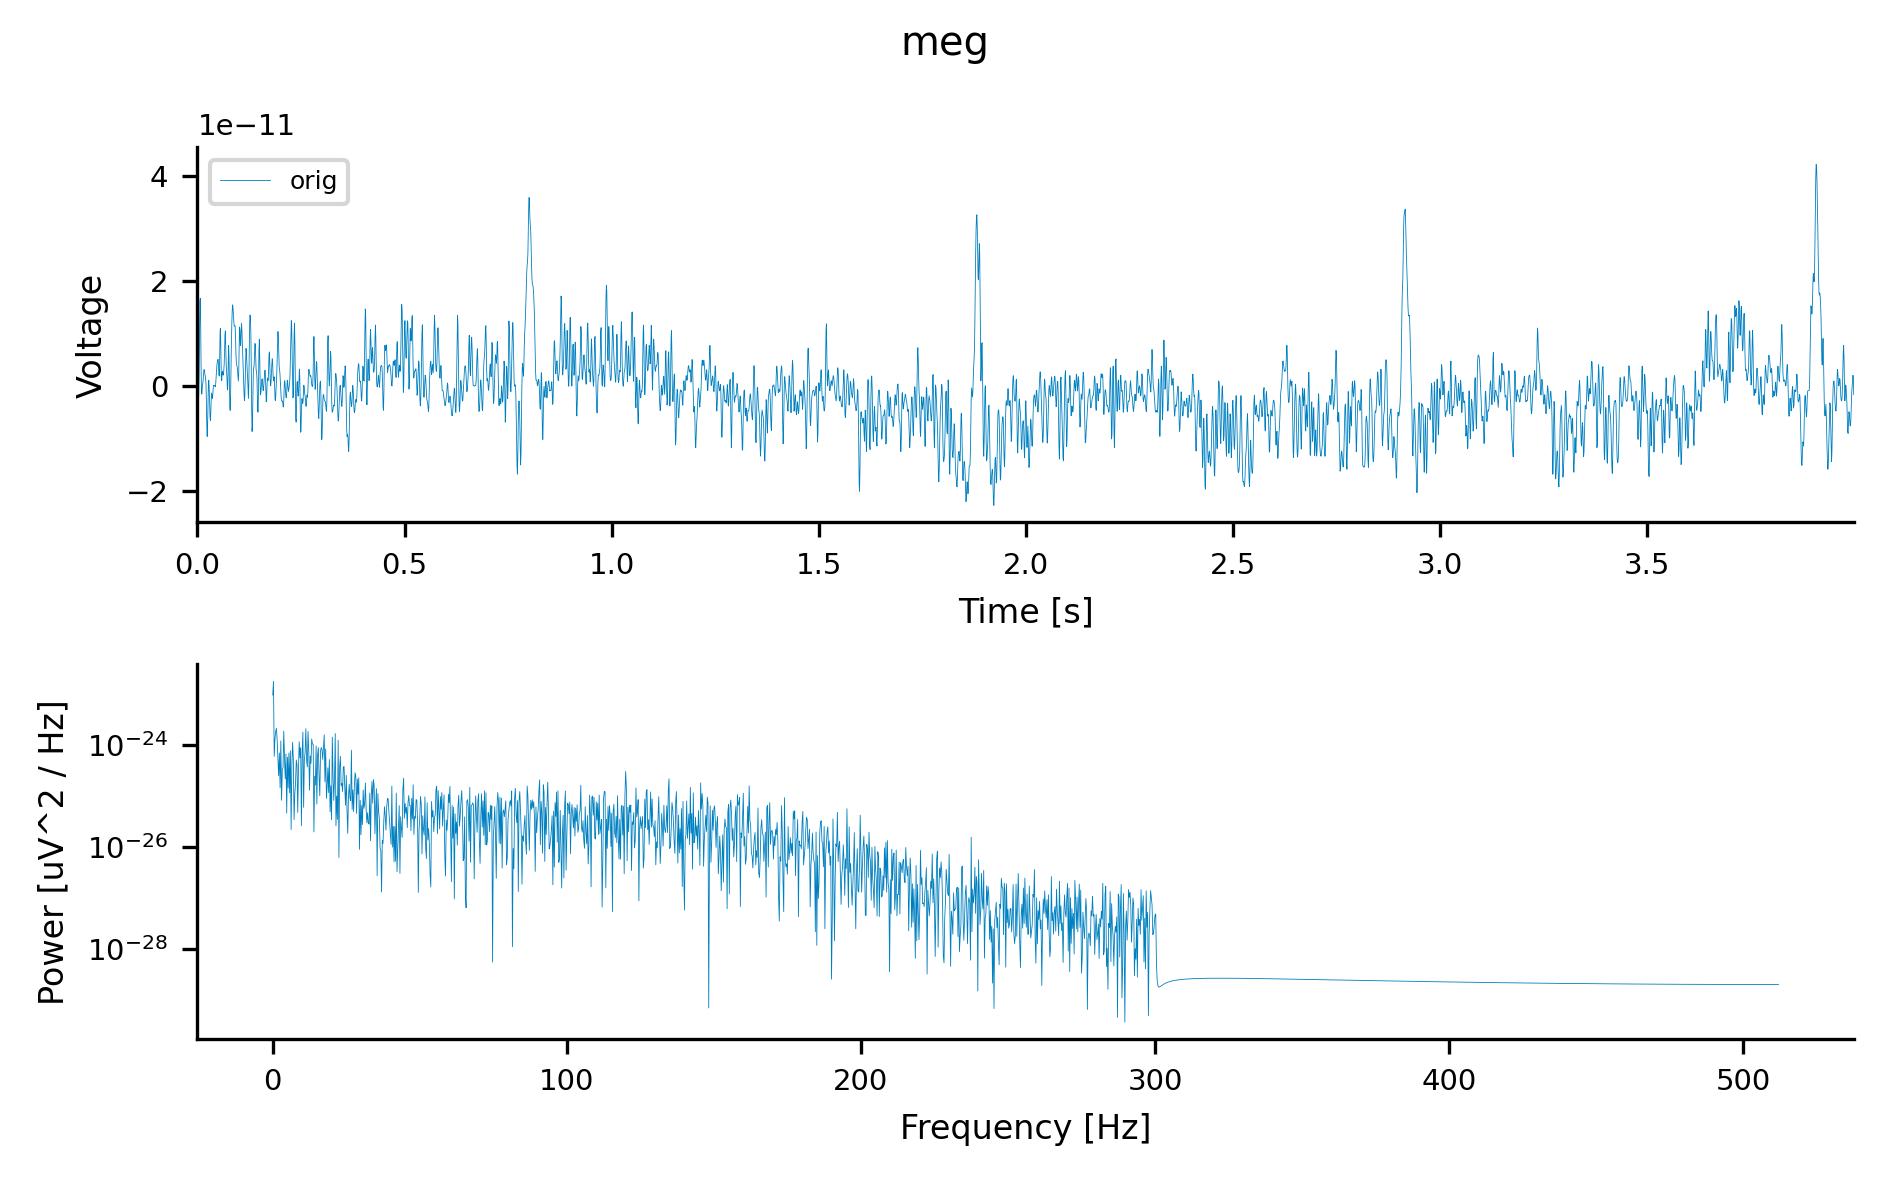 meg
1e−11
orig
4
2
0
−2
Voltage
0.0 0.5 1.0 1.5 2.0 2.5 3.0 3.5
Time [s]
10⁻²⁴
10⁻²⁶
10⁻²⁸
Power [uV^2 / Hz]
0 100 200 300 400 500
Frequency [Hz]